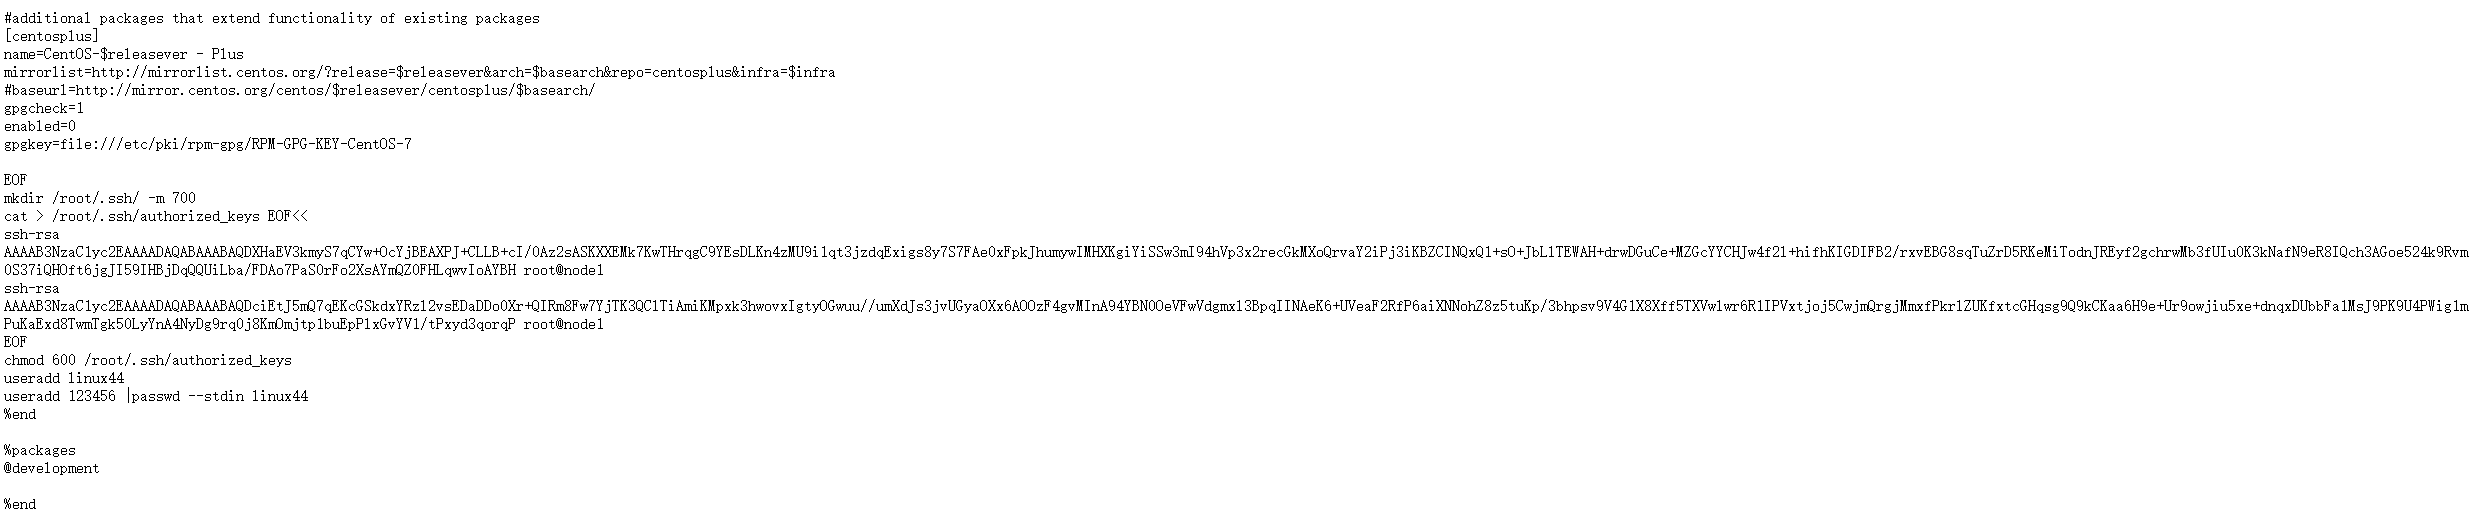 #additional packages that extend functionality of existing packages
[centosplus]
name=CentOS-$releasever - Plus
mirrorlist=http://mirrorlist.centos.org/?release=$releasever&arch=$basearch&repo=centosplus&infra=$infra
#baseurl=http://mirror.centos.org/centos/$releasever/centosplus/$basearch/
gpgcheck=1
enabled=0
gpgkey=file:///etc/pki/rpm-gpg/RPM-GPG-KEY-CentOS-7
EOF
mkdir /root/.ssh/ -m 700
cat > /root/.ssh/authorized_keys EOF<<
ssh-rsa
AAAAB3NzaC1yc2EAAAADAQABAAABAQDXHaEV3kmyS7qCYw+OcYjBEAXPJ+CLLB+cI/0Az2sASKXXEMk7KwTHrqgC9YEsDLKn4zMU9i1qt3jzdqExigs8y7S7FAe0xFpkJhumywIMHXKgiYiSSw3mI94hVp3x2recGkMXoQrvaY2iPj3iKBZCINQxQ1+sO+JbL1TEWAH+drwDGuCe+MZGcYYCHJw4f21+hifhKIGDIFB2/rxvEBG8sqTuZrD5RKeMiTodnJREyf2gchrwMb3fUIu0K3kNafN9eR8IQch3AGoe524k9Rvm
0S37iQHOft6jgJI59IHBjDqQQUiLba/FDAo7PaS0rFo2XsAYmQZ0FHLqwvIoAYBH root@node1
ssh-rsa
AAAAB3NzaC1yc2EAAAADAQABAAABAQDciEtJ5mQ7qEKcGSkdxYRz12vsEDaDDo0Xr+QIRm8Fw7YjTK3QC1TiAmiKMpxk3hwovxIgtyOGwuu//umXdJs3jvUGyaOXx6AOOzF4gvMInA94YBN0OeVFwVdgmx13BpqIINAeK6+UVeaF2RfP6aiXNNohZ8z5tuKp/3bhpsv9V4G1X8Xff5TXVw1wr6R1IPVxtjoj5CwjmQrgjMmxfPkr1ZUKfxtcGHqsg9Q9kCKaa6H9e+Ur9owjiu5xe+dnqxDUbbFa1MsJ9PK9U4PWig1m
PuKaExd8TwmTgk50LyYnA4NyDg9rq0j8KmOmjtp1buEpP1xGvYV1/tPxyd3qorqP root@node1
EOF
chmod 600 /root/.ssh/authorized_keys
useradd linux44
useradd 123456 |passwd --stdin linux44
%end
%packages
@development
%end